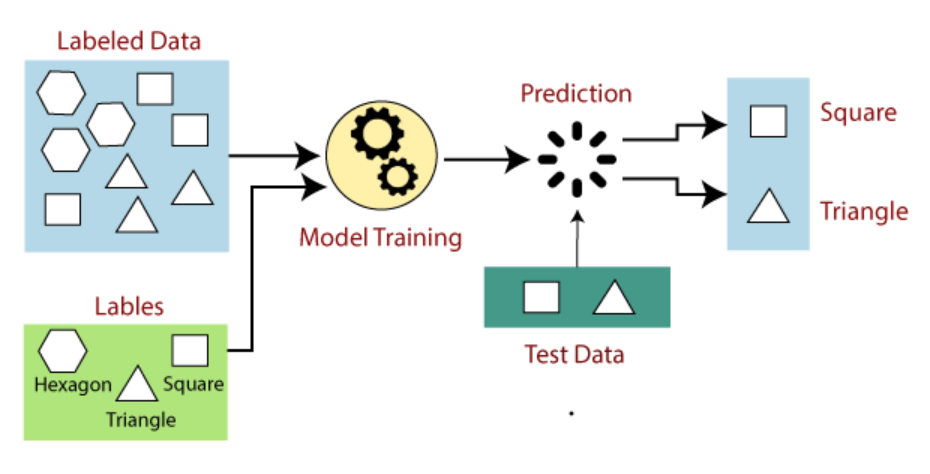 Labeled Data
Prediction
Square
Triangle
Model Training
Lables
Hexagon
Square
Triangle
Test Data